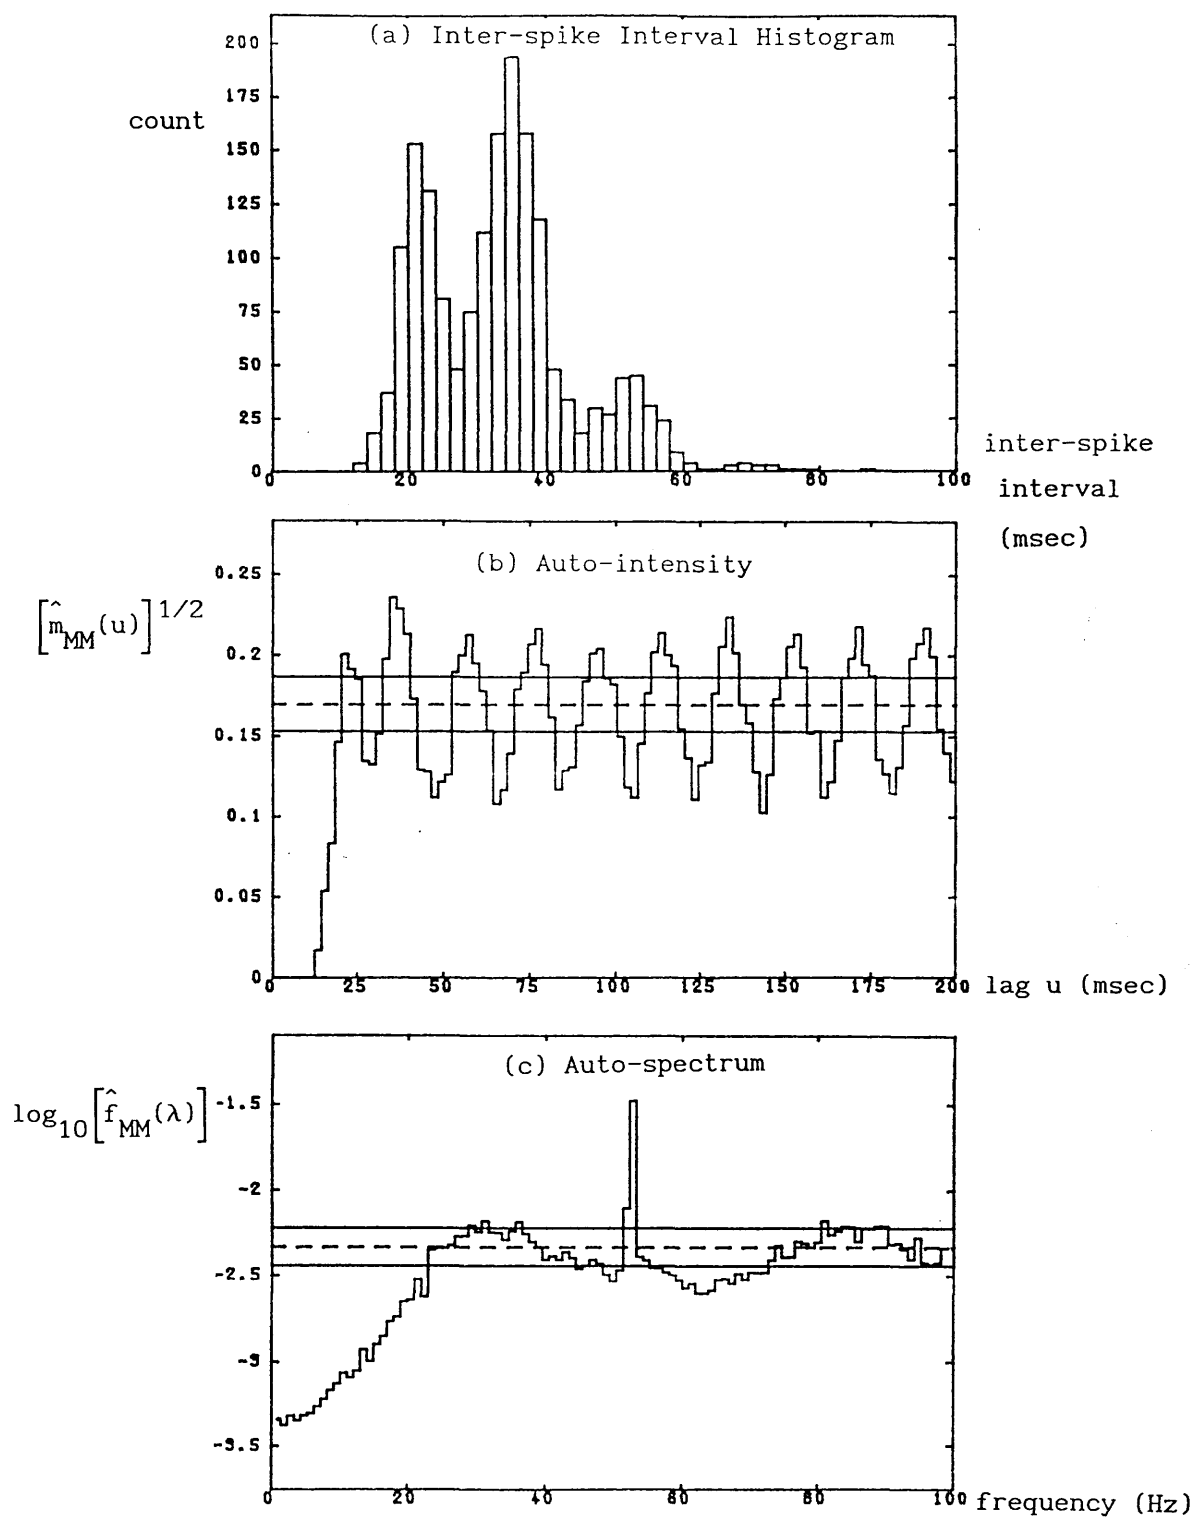 (a) Inter-spike Interval Histogram
count
200
175
150
125
100
75
50
25
0
0 20 40 60 80 100
inter-spike
interval
(msec)
(b) Auto-intensity
[m̂_MM(u)]^1/2
0.25
0.2
0.15
0.1
0.05
0
0 25 50 75 100 125 150 175 200
lag u (msec)
(c) Auto-spectrum
log10[f̂_MM(λ)]
-1.5
-2
-2.5
-3
-3.5
0 20 40 60 80 100
frequency (Hz)